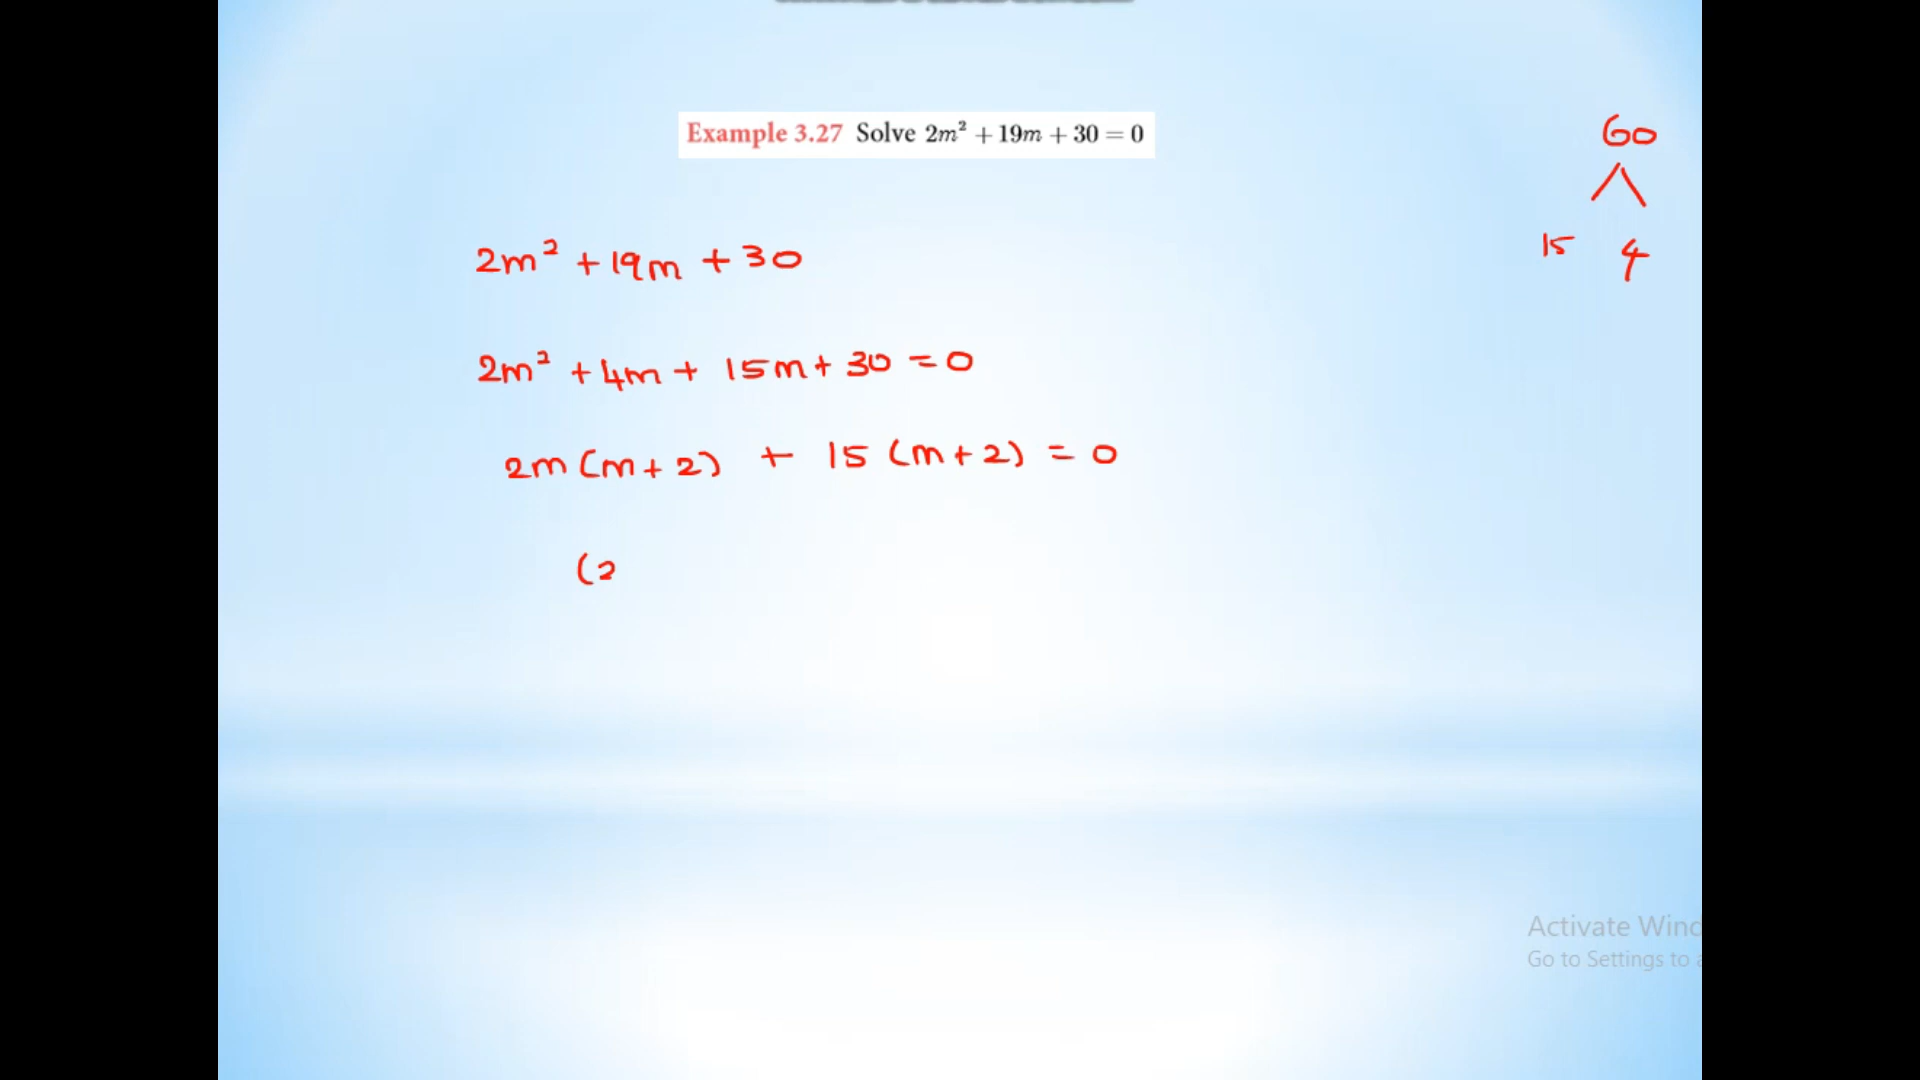 Example 3.27 Solve 2m² + 19m + 30 = 0
60
15 4
2m² + 19m + 30
2m² + 4m + 15m + 30 = 0
2m (m + 2) + 15 (m + 2) = 0
(2
Activate Wind
Go to Settings to a